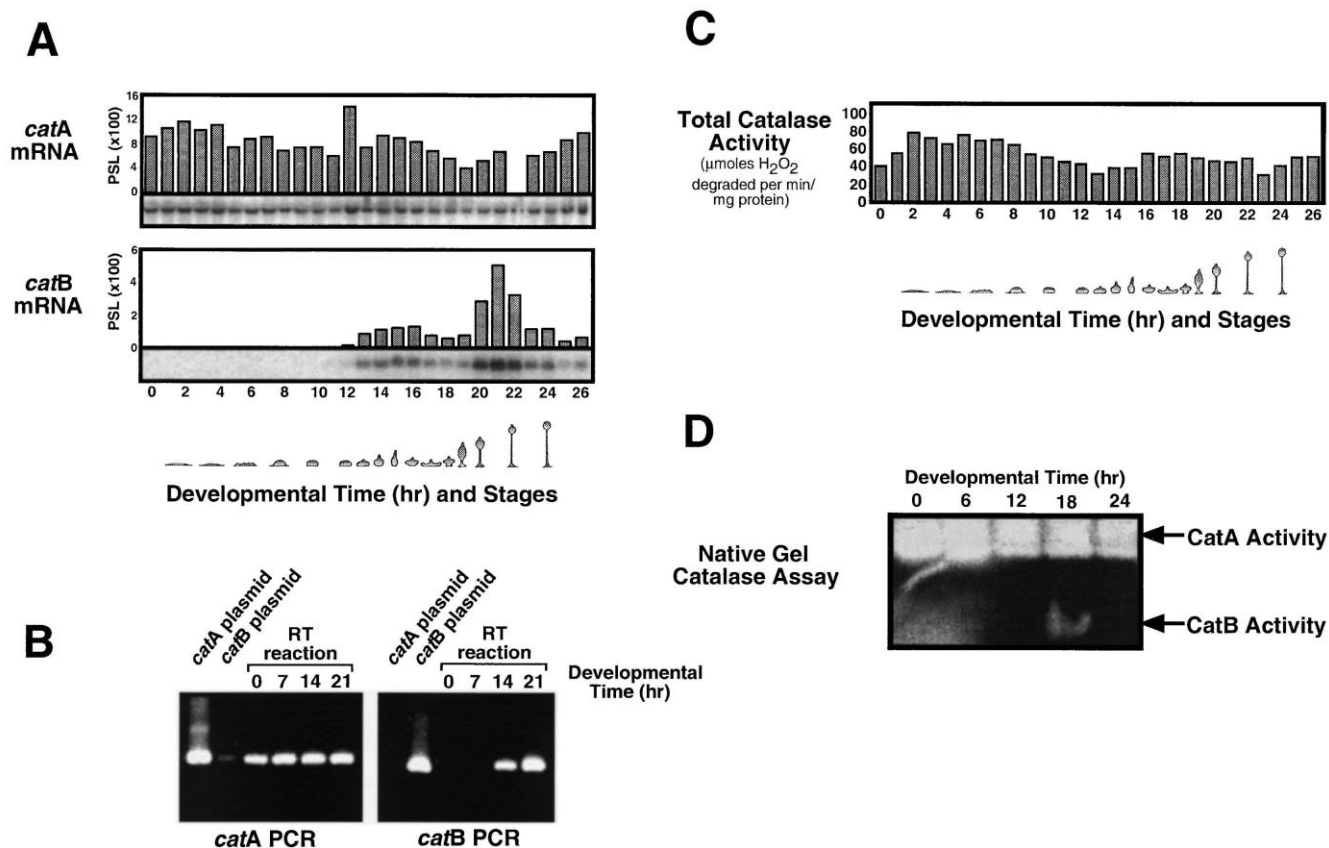 A
catA
mRNA
PSL (x100)
16
12
8
4
0
catB
mRNA
PSL (x100)
6
4
2
0
0 2 4 6 8 10 12 14 16 18 20 22 24 26
Developmental Time (hr) and Stages
B
catA plasmid
catB plasmid
RT
reaction
0 7 14 21
catA plasmid
catB plasmid
RT
reaction
0 7 14 21
Developmental
Time (hr)
catA PCR
catB PCR
C
Total Catalase
Activity
(μmoles H2O2
degraded per min/
mg protein)
100
80
60
40
20
0
0 2 4 6 8 10 12 14 16 18 20 22 24 26
Developmental Time (hr) and Stages
D
Developmental Time (hr)
0 6 12 18 24
Native Gel
Catalase Assay
CatA Activity
CatB Activity